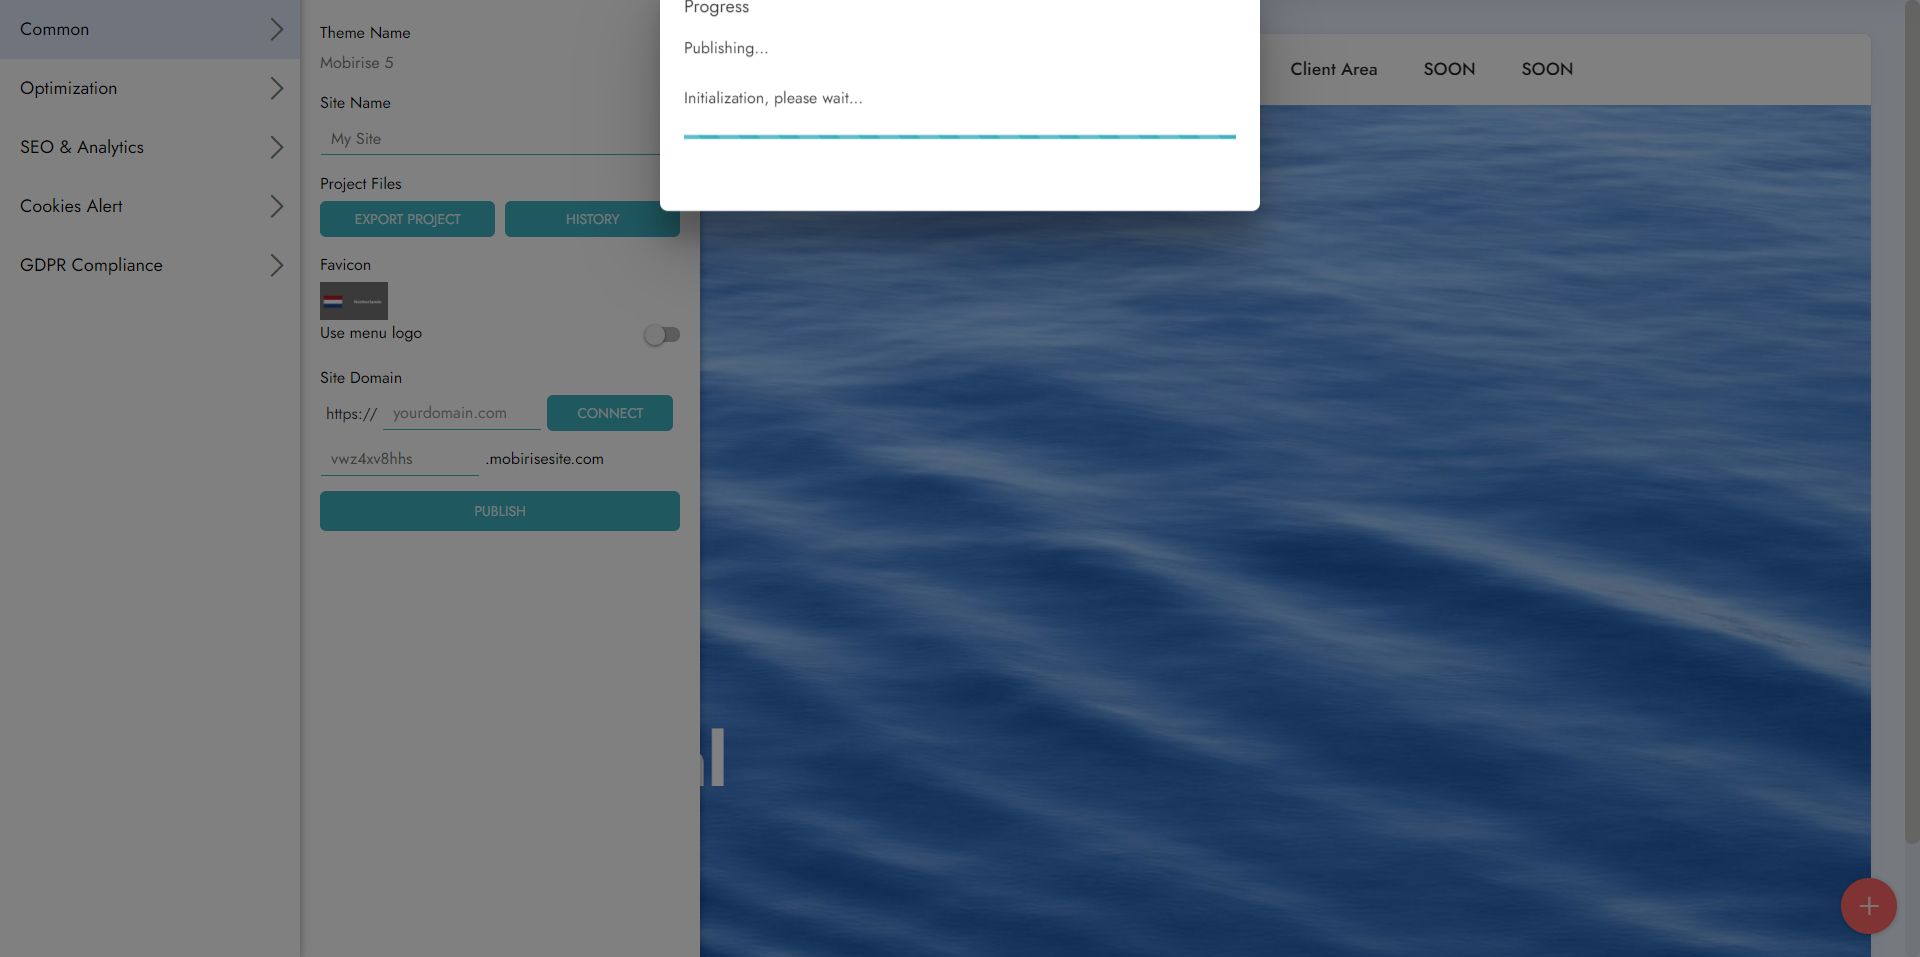 Common
Optimization
SEO & Analytics
Cookies Alert
GDPR Compliance
Theme Name
Mobirise 5
Site Name
My Site
Project Files
EXPORT PROJECT
HISTORY
Favicon
Netherlands
Use menu logo
Site Domain
https:// yourdomain.com CONNECT
vwz4xv8hhs .mobirisesite.com
PUBLISH
Progress
Publishing...
Initialization, please wait...
Client Area SOON SOON